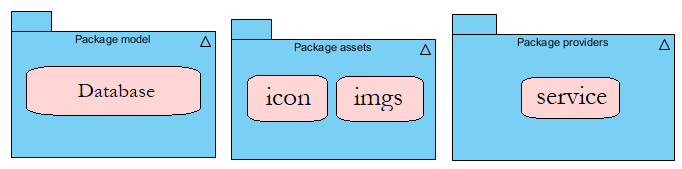 Package model
Database
Package assets
icon
imgs
Package providers
service